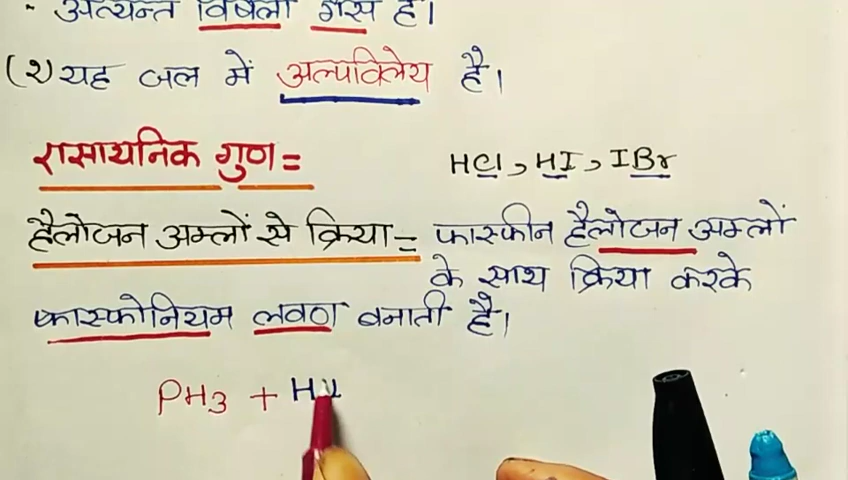 अत्यन्त विषैली गैस है।
(२) यह जल में अल्पविलेय है।
रासायनिक गुण =
HCl, HI, IBr
हैलोजन अम्लों से क्रिया = फास्फीन हैलोजन अम्लों
के साथ क्रिया करके
फास्फोनियम लवण बनाती है।
PH3 +